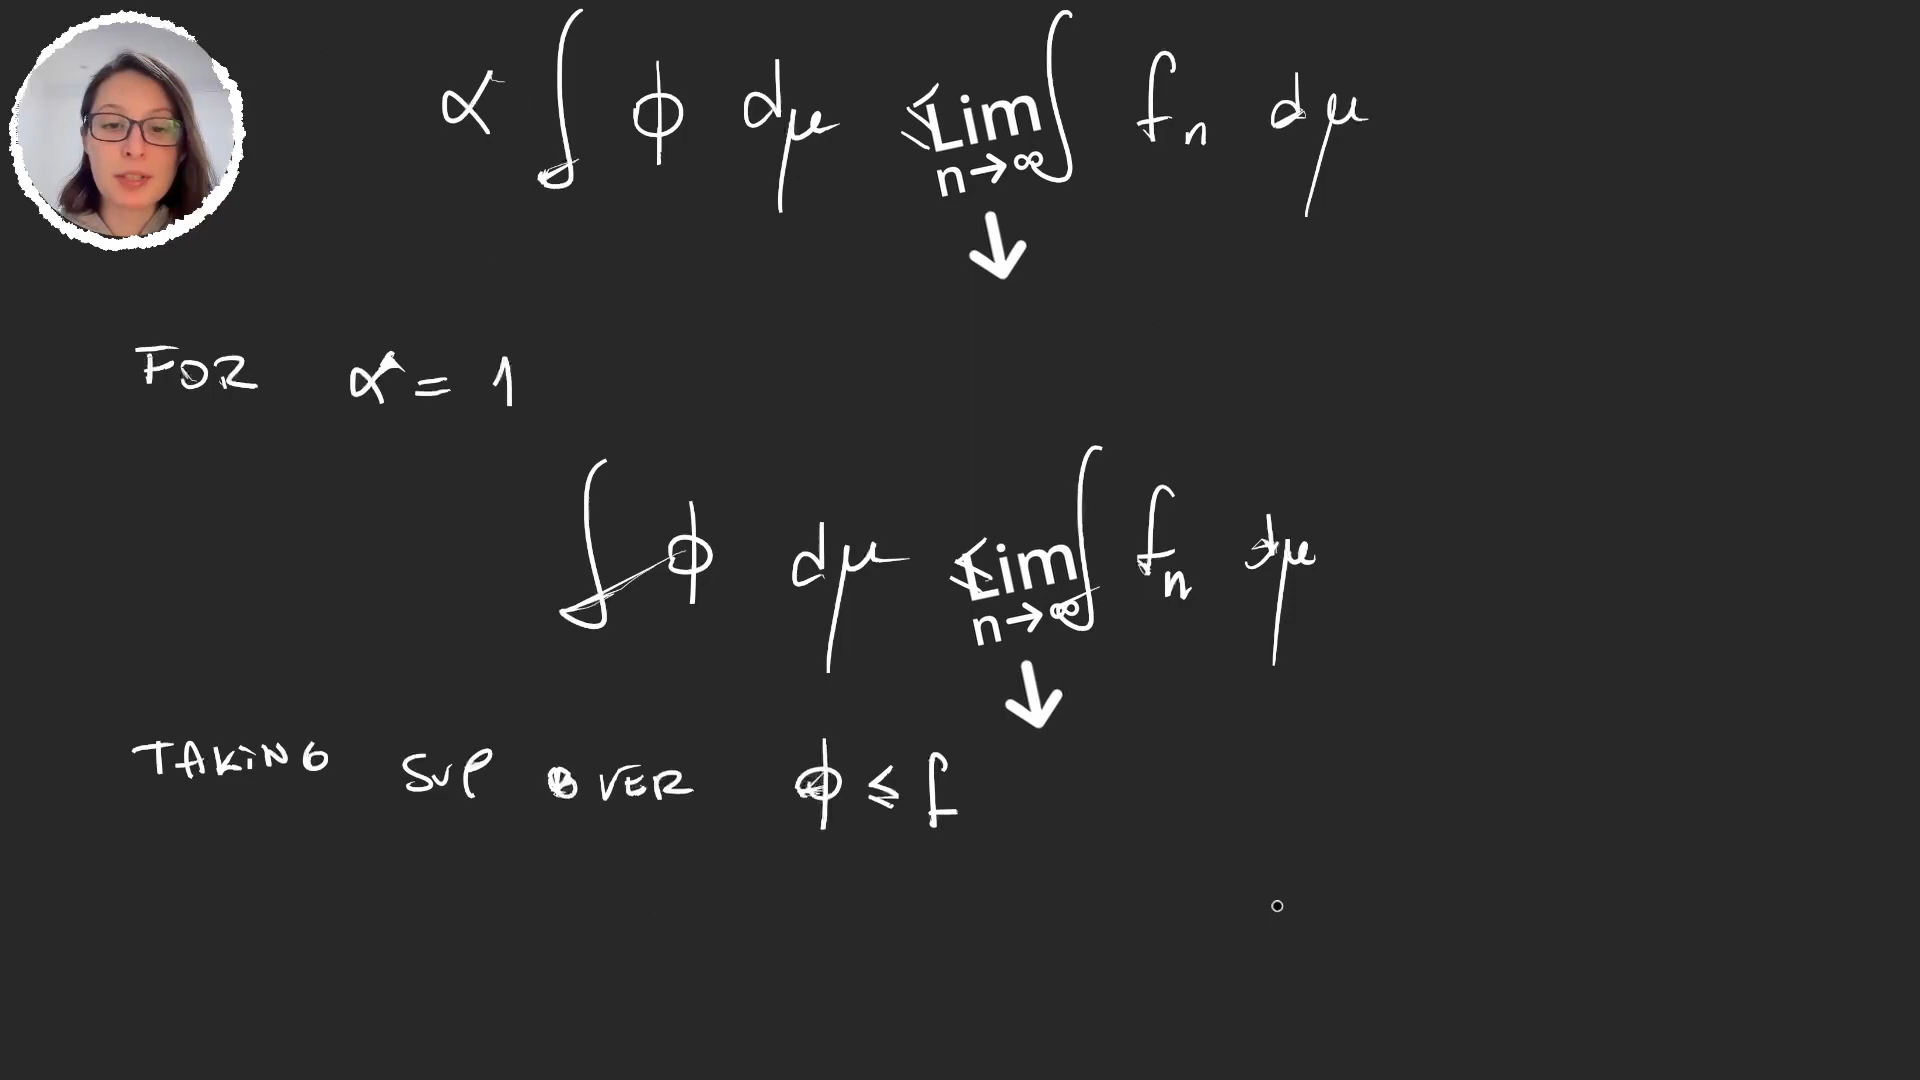 α ∫ ϕ dμ ≤ Lim n→∞ ∫ fn dμ
↓
FOR α = 1
∫ ϕ dμ ≤ Lim n→∞ ∫ fn dμ
↓
TAKING SUP OVER ϕ ≤ f